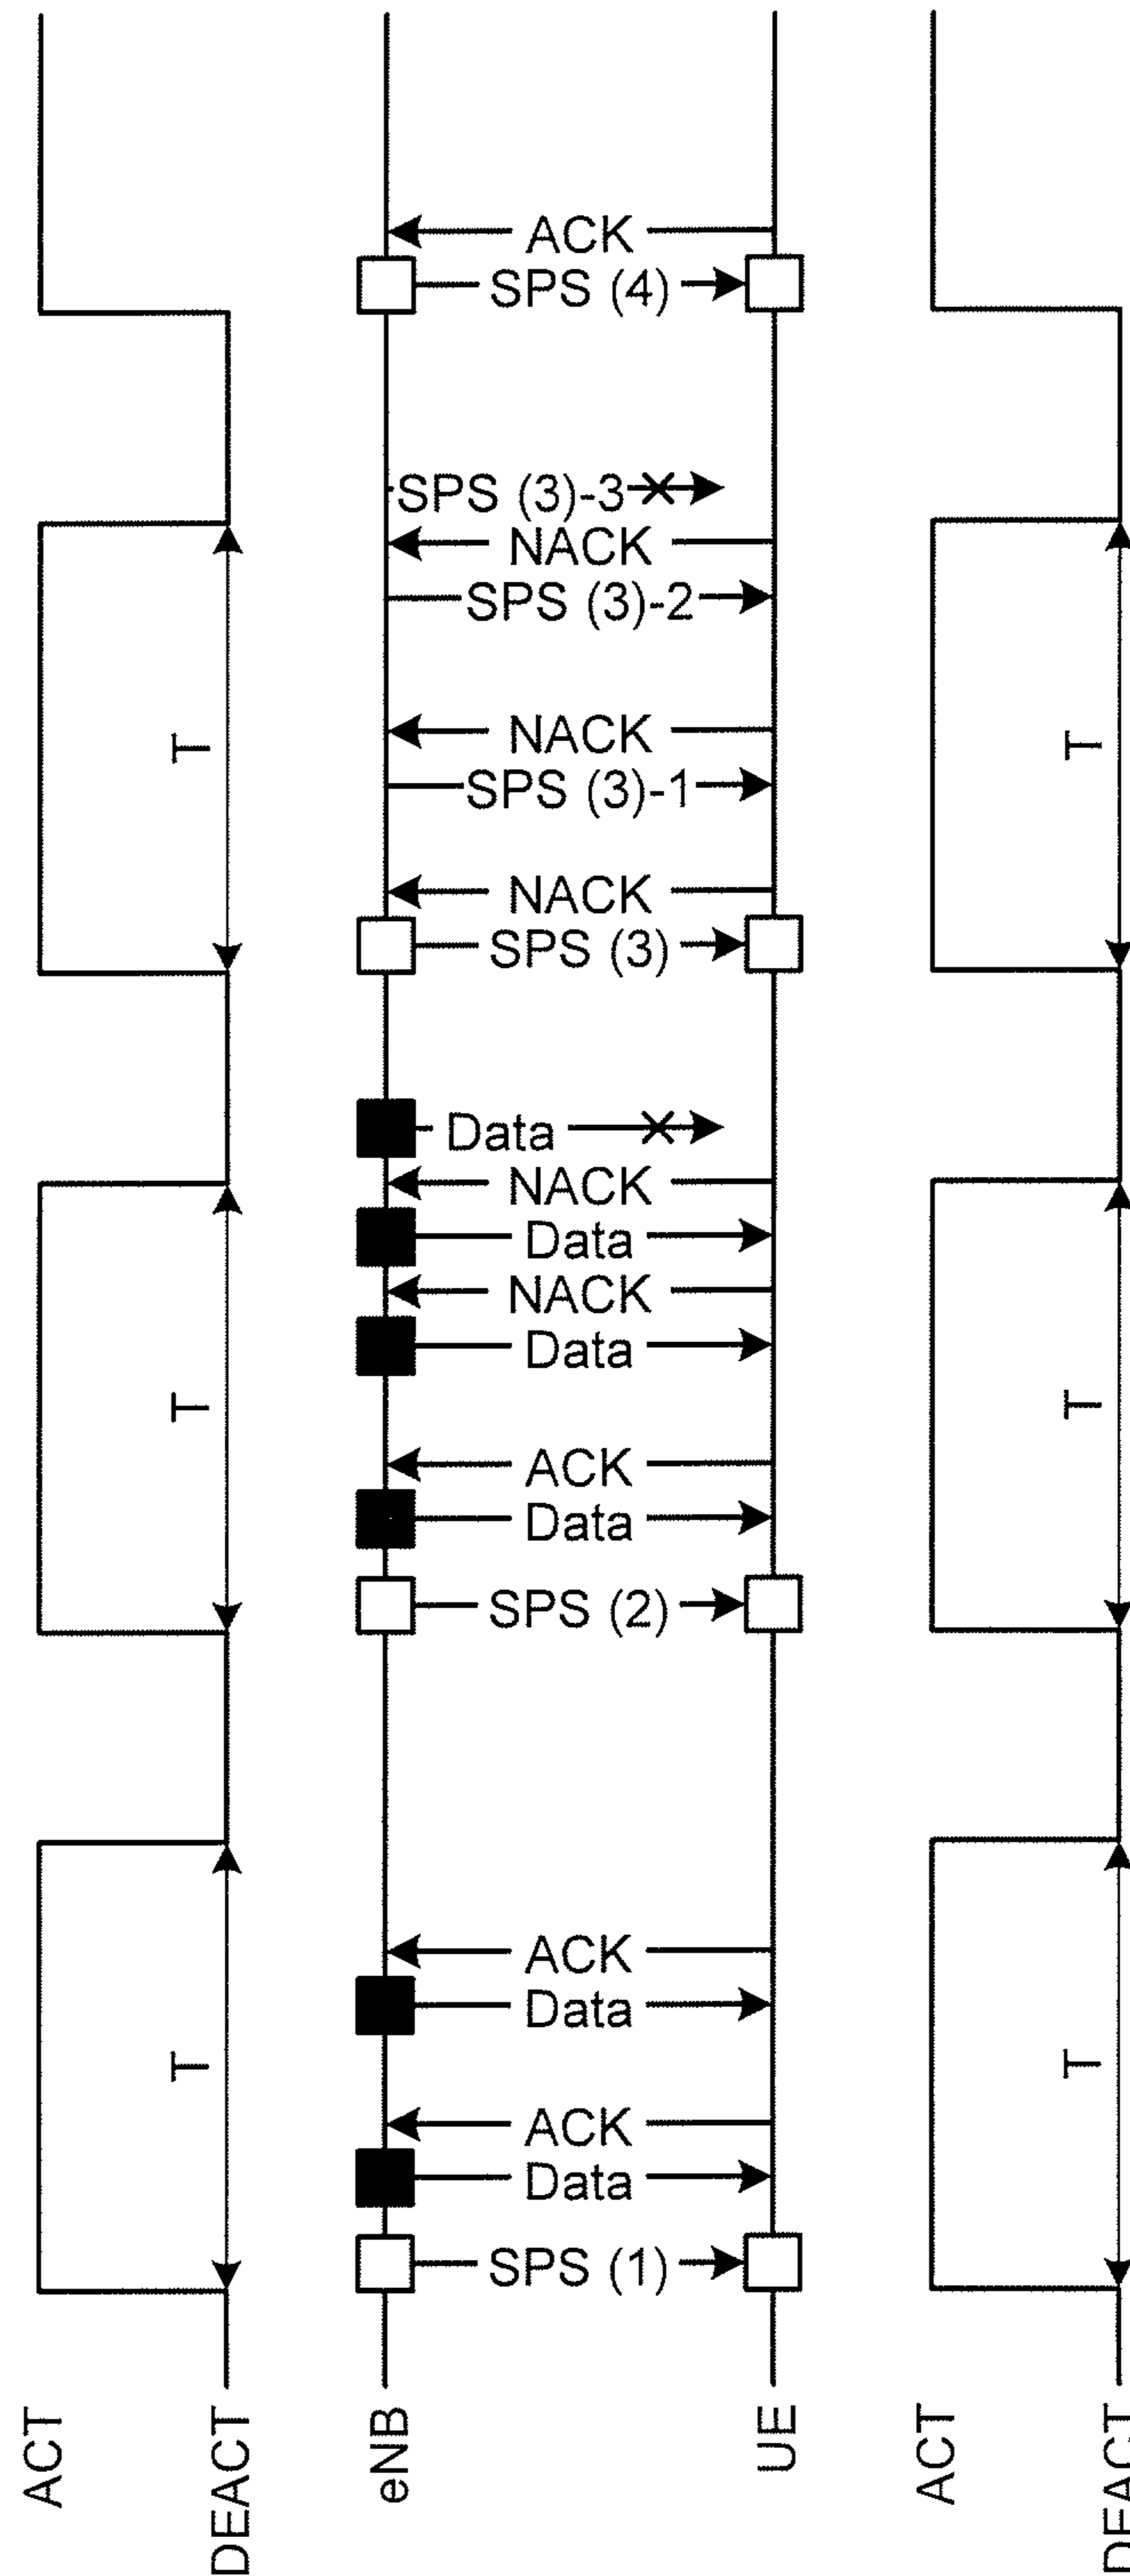 ACK
SPS (4)
SPS (3)-3
NACK
SPS (3)-2
T
NACK
T
SPS (3)-1
NACK
SPS (3)
Data
NACK
Data
NACK
Data
T
T
ACK
Data
SPS (2)
ACK
Data
T
T
ACK
Data
SPS (1)
ACT
DEACT
eNB
UE
ACT
DEACT